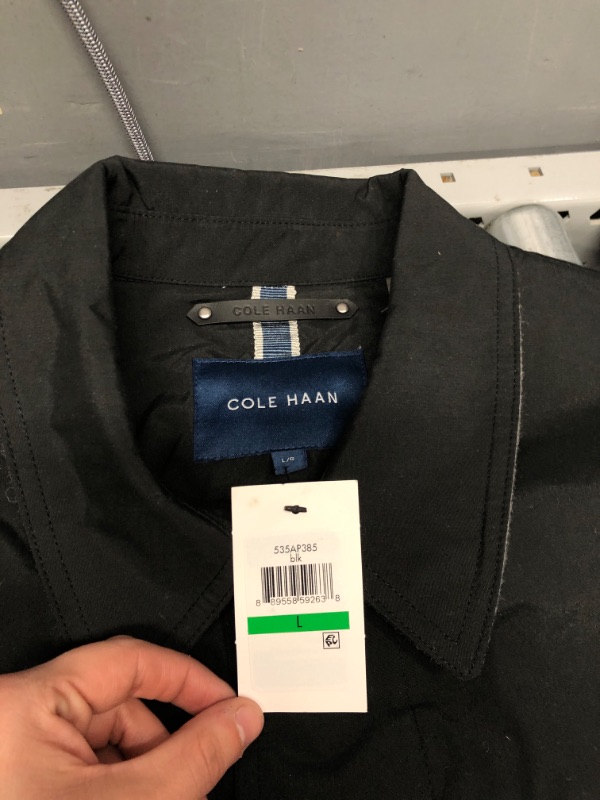 COLE HAAN
COLE HAAN
L/G
535AP385
blk
8 89558 59263 8
L